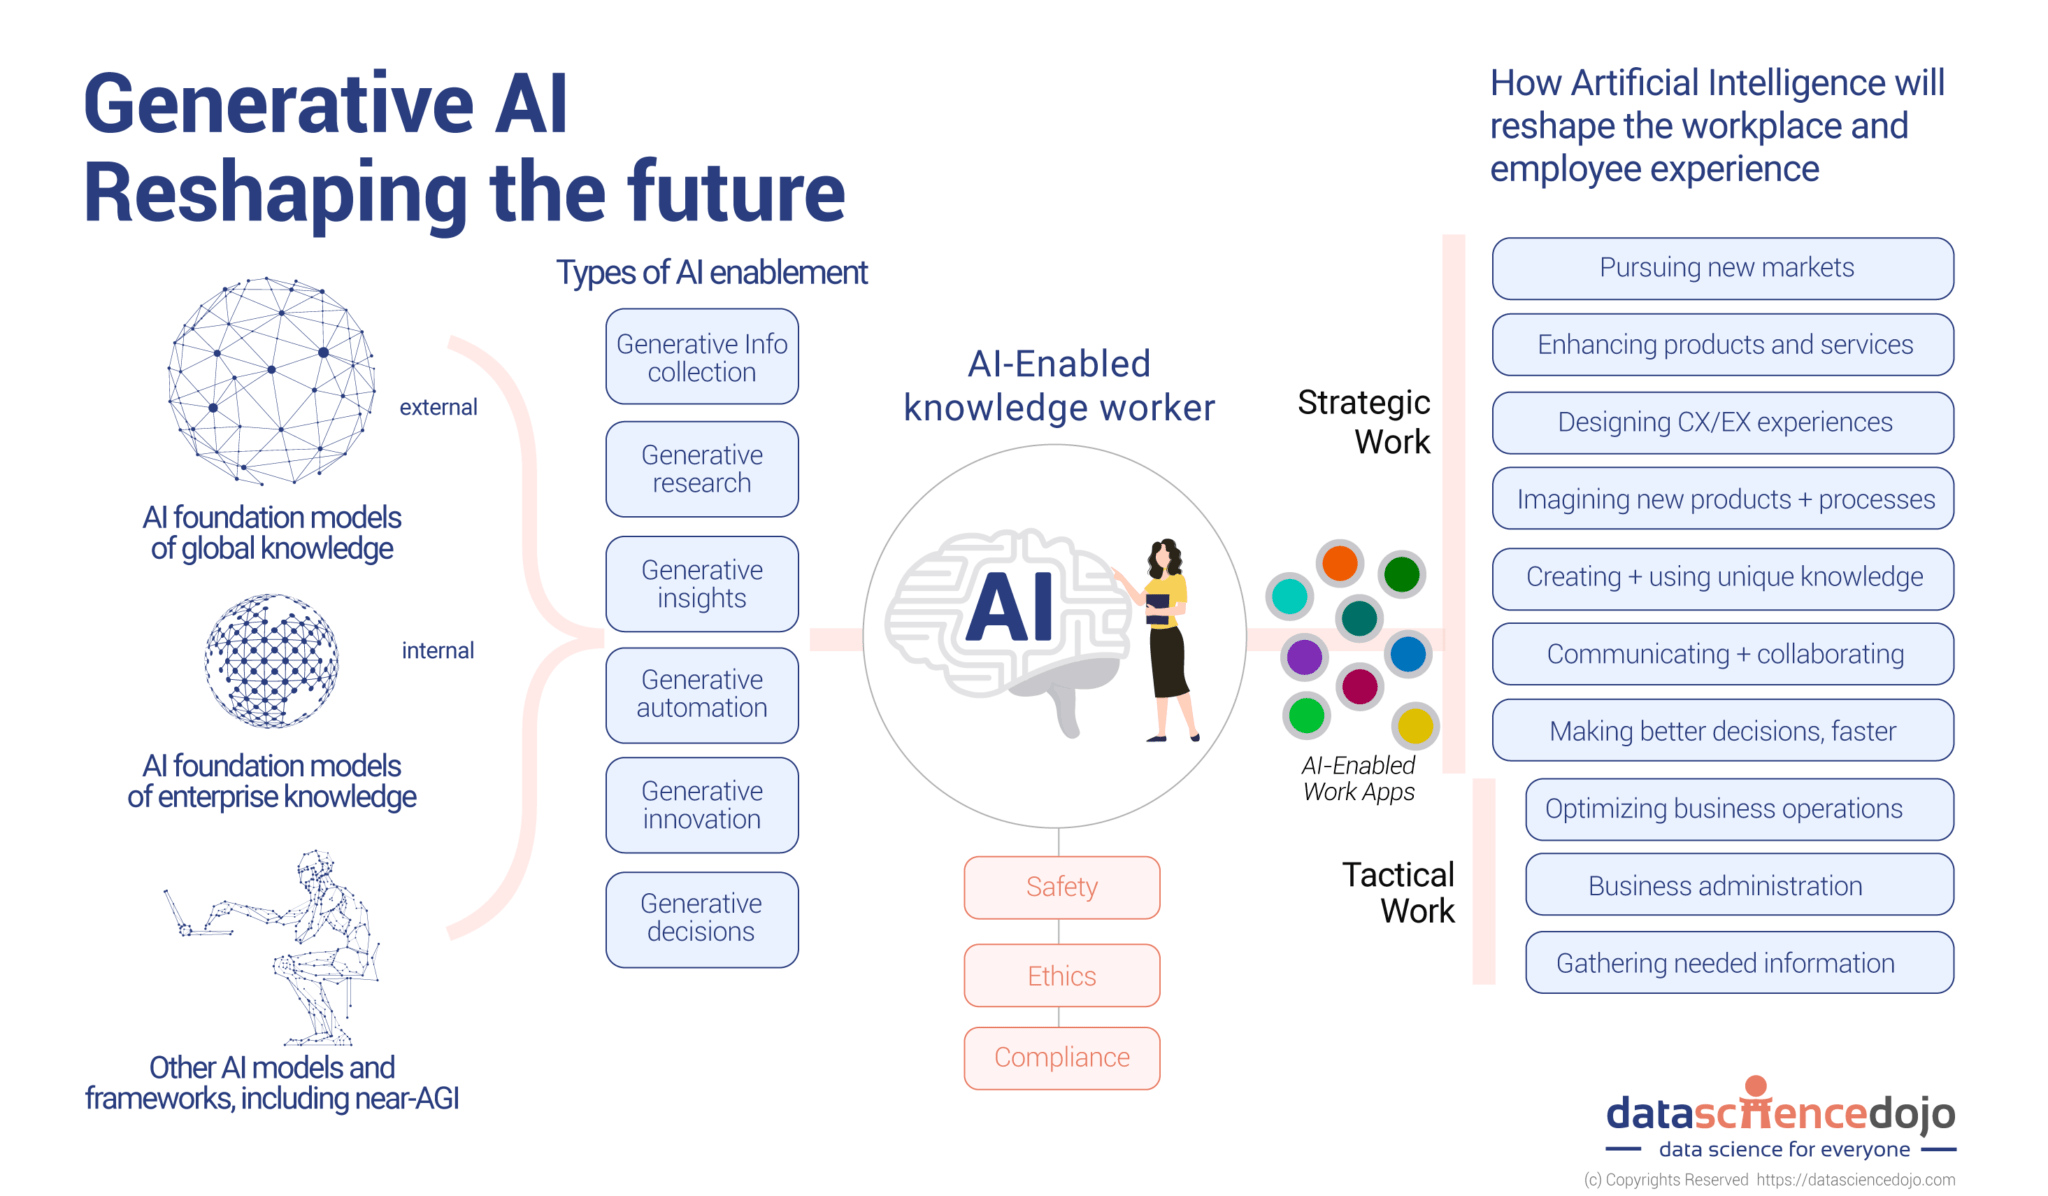 Generative AI
Reshaping the future
How Artificial Intelligence will
reshape the workplace and
employee experience
external
AI foundation models
of global knowledge
internal
AI foundation models
of enterprise knowledge
Other AI models and
frameworks, including near-AGI
Types of AI enablement
Generative Info
collection
Generative
research
Generative
insights
Generative
automation
Generative
innovation
Generative
decisions
AI-Enabled
knowledge worker
AI
Safety
Ethics
Compliance
AI-Enabled
Work Apps
Strategic
Work
Pursuing new markets
Enhancing products and services
Designing CX/EX experiences
Imagining new products + processes
Creating + using unique knowledge
Communicating + collaborating
Making better decisions, faster
Tactical
Work
Optimizing business operations
Business administration
Gathering needed information
datasciencedojo
data science for everyone
(c) Copyrights Reserved https://datasciencedojo.com